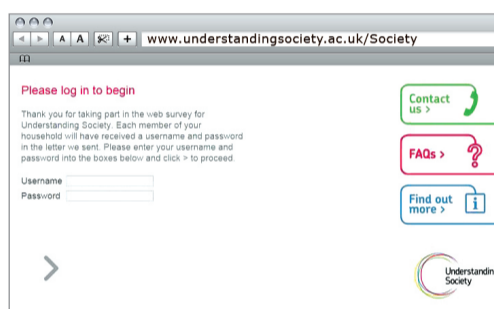 A A +
www.understandingsociety.ac.uk/Society
Please log in to begin
Thank you for taking part in the web survey for
Understanding Society. Each member of your
household will have received a username and password
in the letter we sent. Please enter your username and
password into the boxes below and click > to proceed.
Username
Password
Contact
us >
FAQs >
Find out
more >
Understandin
Society